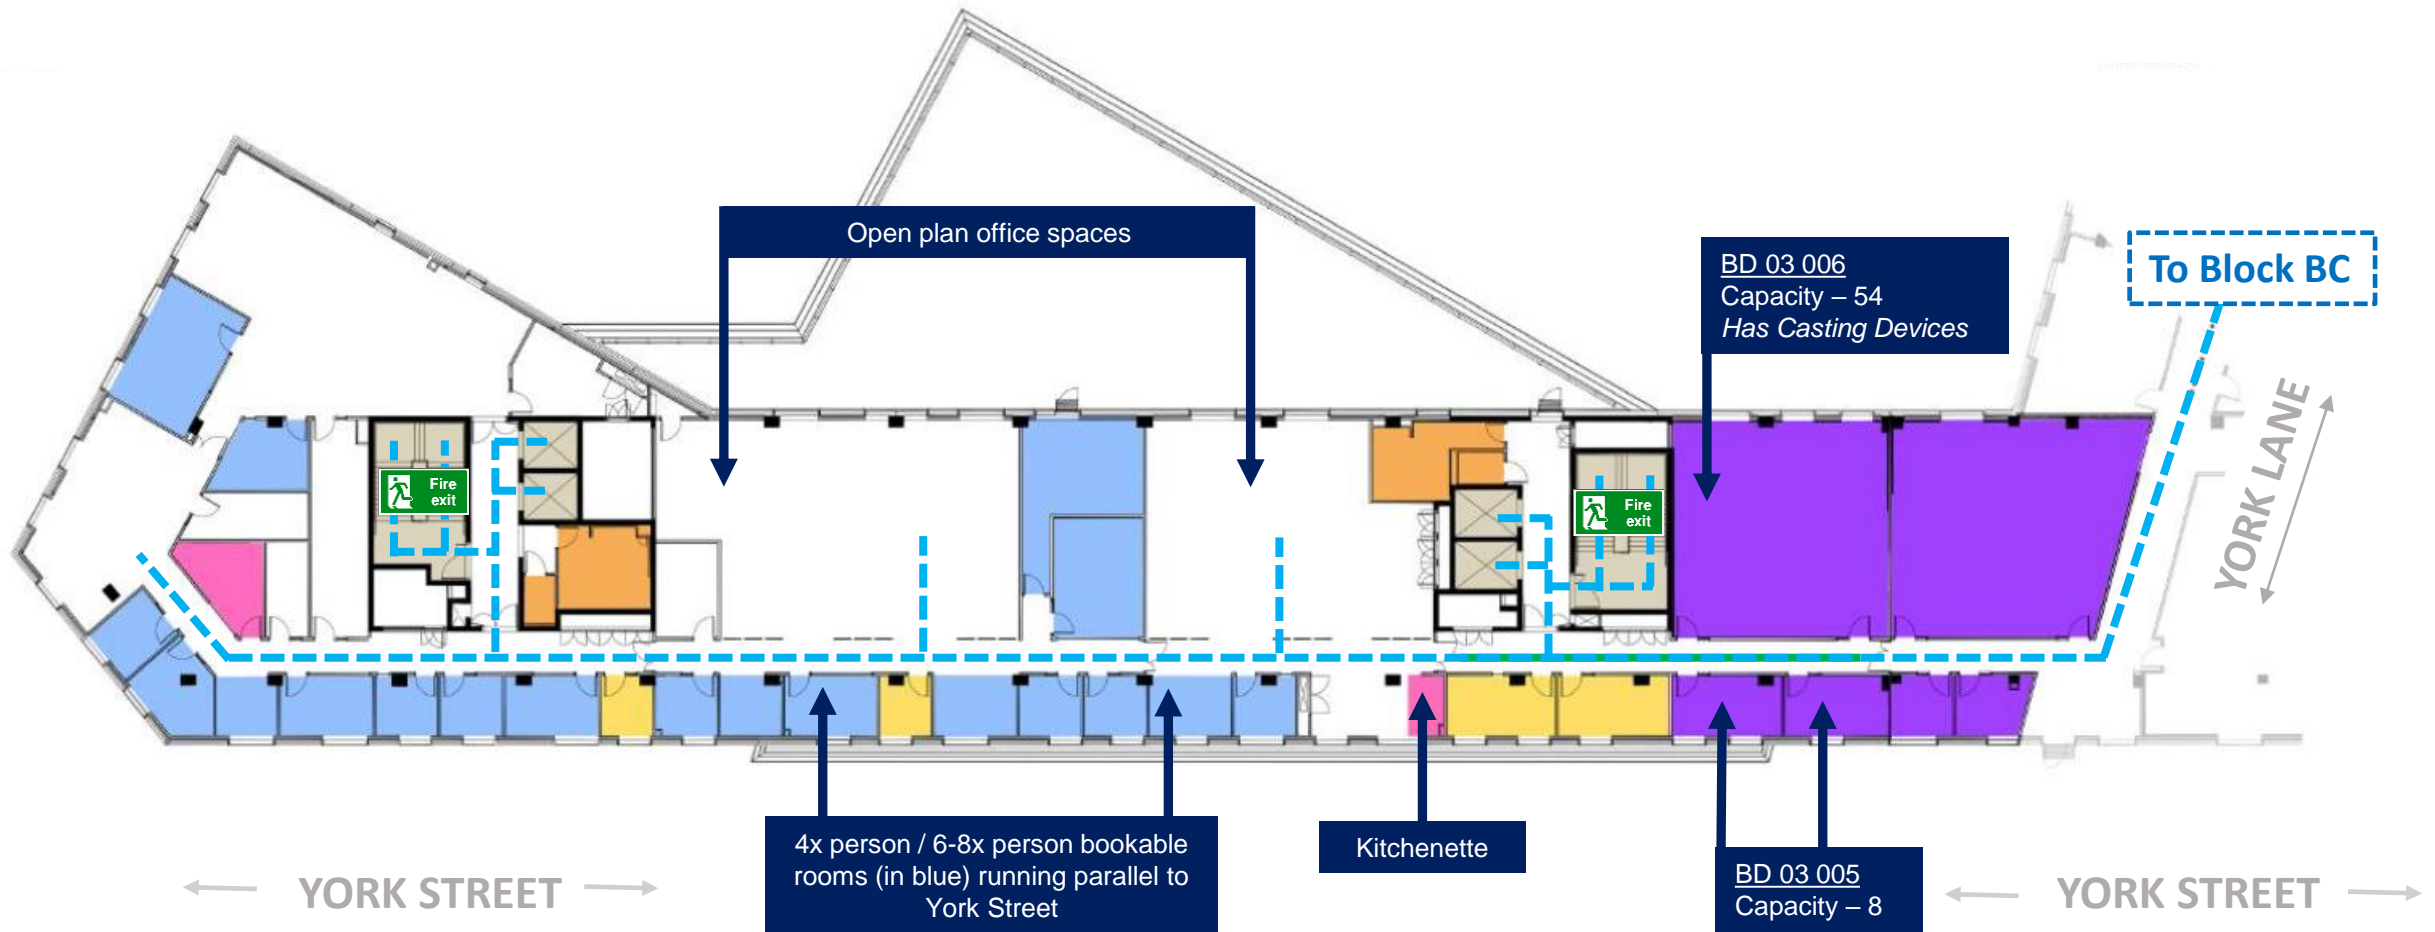 Open plan office spaces
BD 03 006
Capacity – 54
Has Casting Devices
To Block BC
YORK LANE
Fire
exit
Fire
exit
4x person / 6-8x person bookable
rooms (in blue) running parallel to
York Street
Kitchenette
BD 03 005
Capacity – 8
YORK STREET
YORK STREET